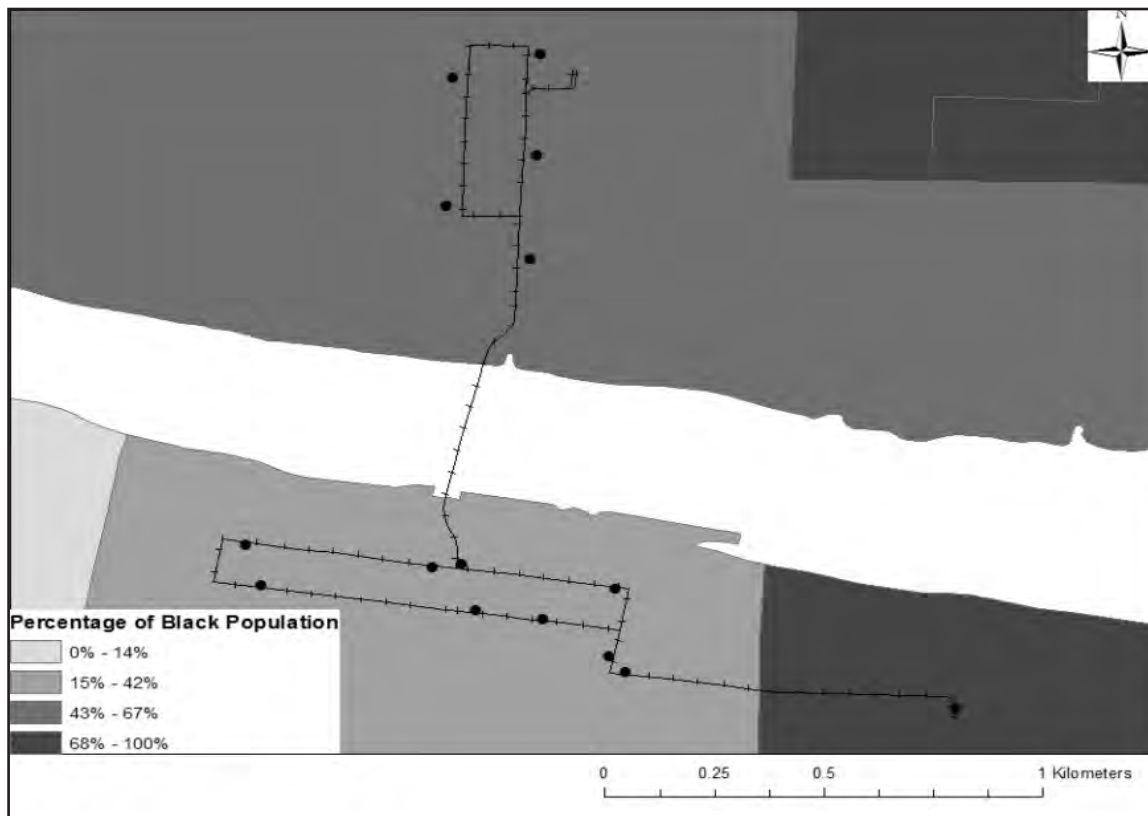 N
Percentage of Black Population
0% - 14%
15% - 42%
43% - 67%
68% - 100%
0 0.25 0.5 1 Kilometers